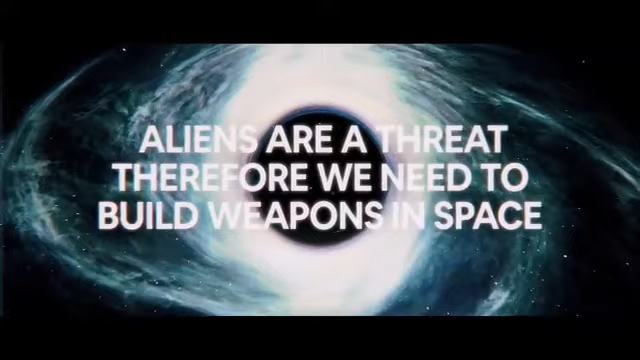 ALIENS ARE A THREAT
THEREFORE WE NEED TO
BUILD WEAPONS IN SPACE